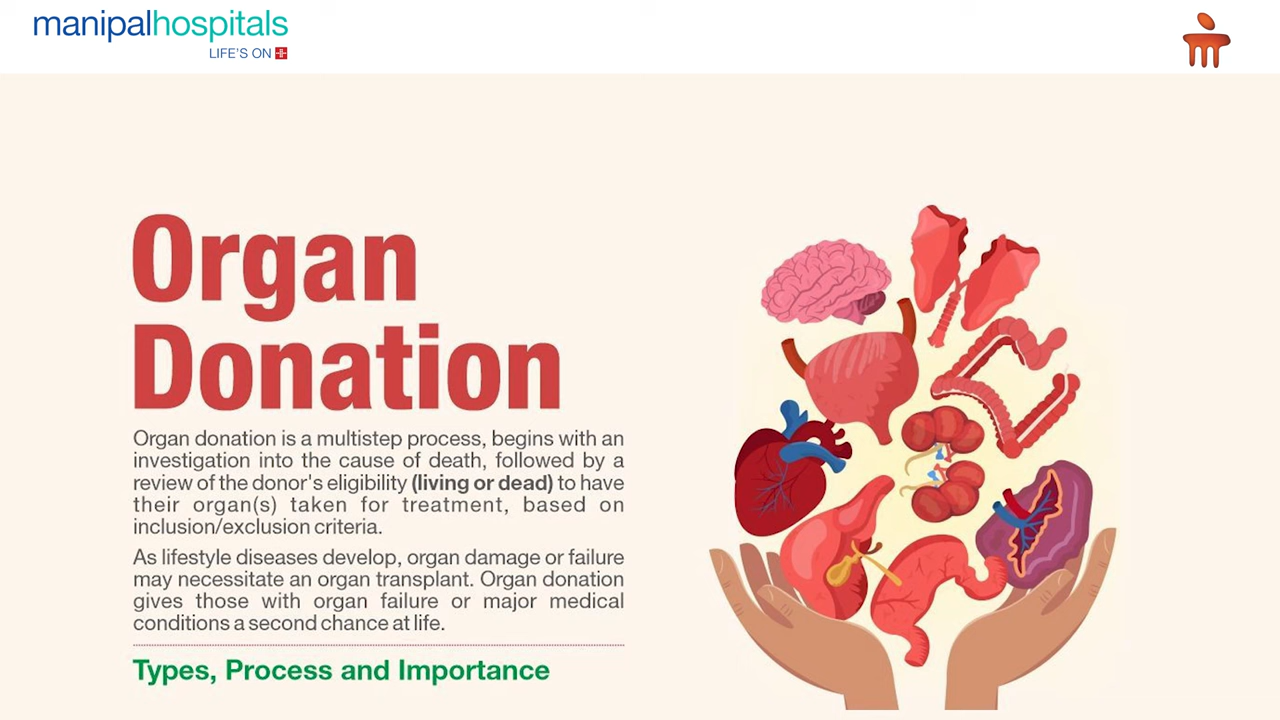 manipalhospitals
LIFE'S ON
Organ
Donation
Organ donation is a multistep process, begins with an
investigation into the cause of death, followed by a
review of the donor's eligibility (living or dead) to have
their organ(s) taken for treatment, based on
inclusion/exclusion criteria.
As lifestyle diseases develop, organ damage or failure
may necessitate an organ transplant. Organ donation
gives those with organ failure or major medical
conditions a second chance at life.
Types, Process and Importance